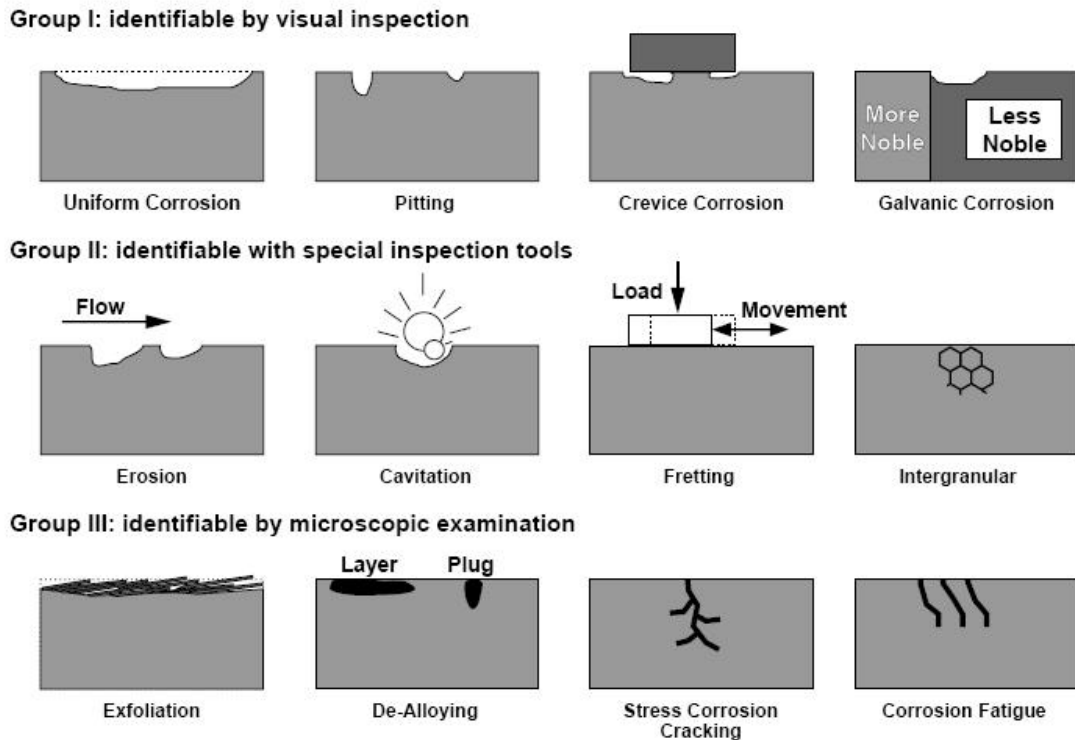 Group I: identifiable by visual inspection
More
Noble
Less
Noble
Uniform Corrosion
Pitting
Crevice Corrosion
Galvanic Corrosion
Group II: identifiable with special inspection tools
Flow
Load
Movement
Erosion
Cavitation
Fretting
Intergranular
Group III: identifiable by microscopic examination
Layer
Plug
Exfoliation
De-Alloying
Stress Corrosion
Cracking
Corrosion Fatigue